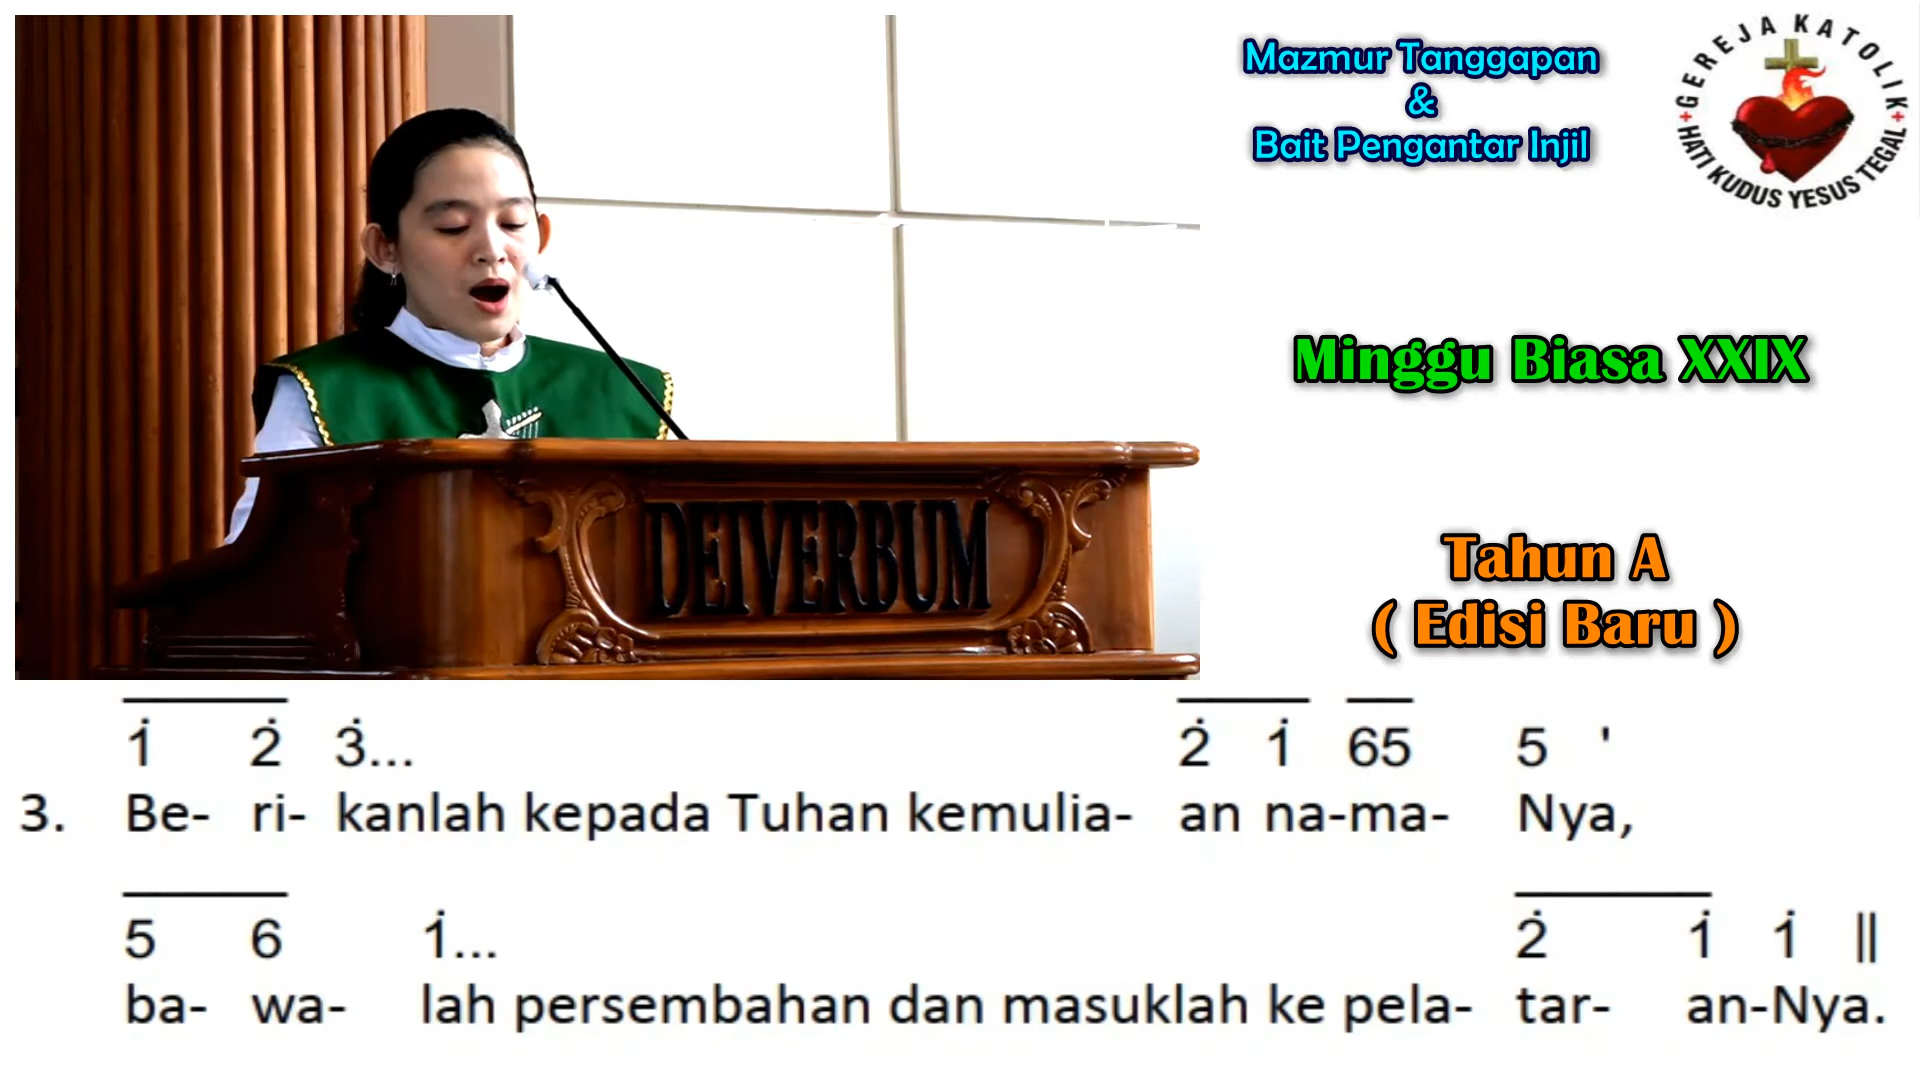 Mazmur Tanggapan
&
Bait Pengantar Injil
GEREJA KATOLIK
HATI KUDUS YESUS TEGAL
Minggu Biasa XXIX
Tahun A
( Edisi Baru )
DEI VERBUM
1̇ 2̇ 3̇... 2̇ 1̇ 65 5 '
3. Be- ri- kanlah kepada Tuhan kemulia- an na-ma- Nya,
5 6 1̇... 2̇ 1̇ 1̇ ||
ba- wa- lah persembahan dan masuklah ke pela- tar- an-Nya.